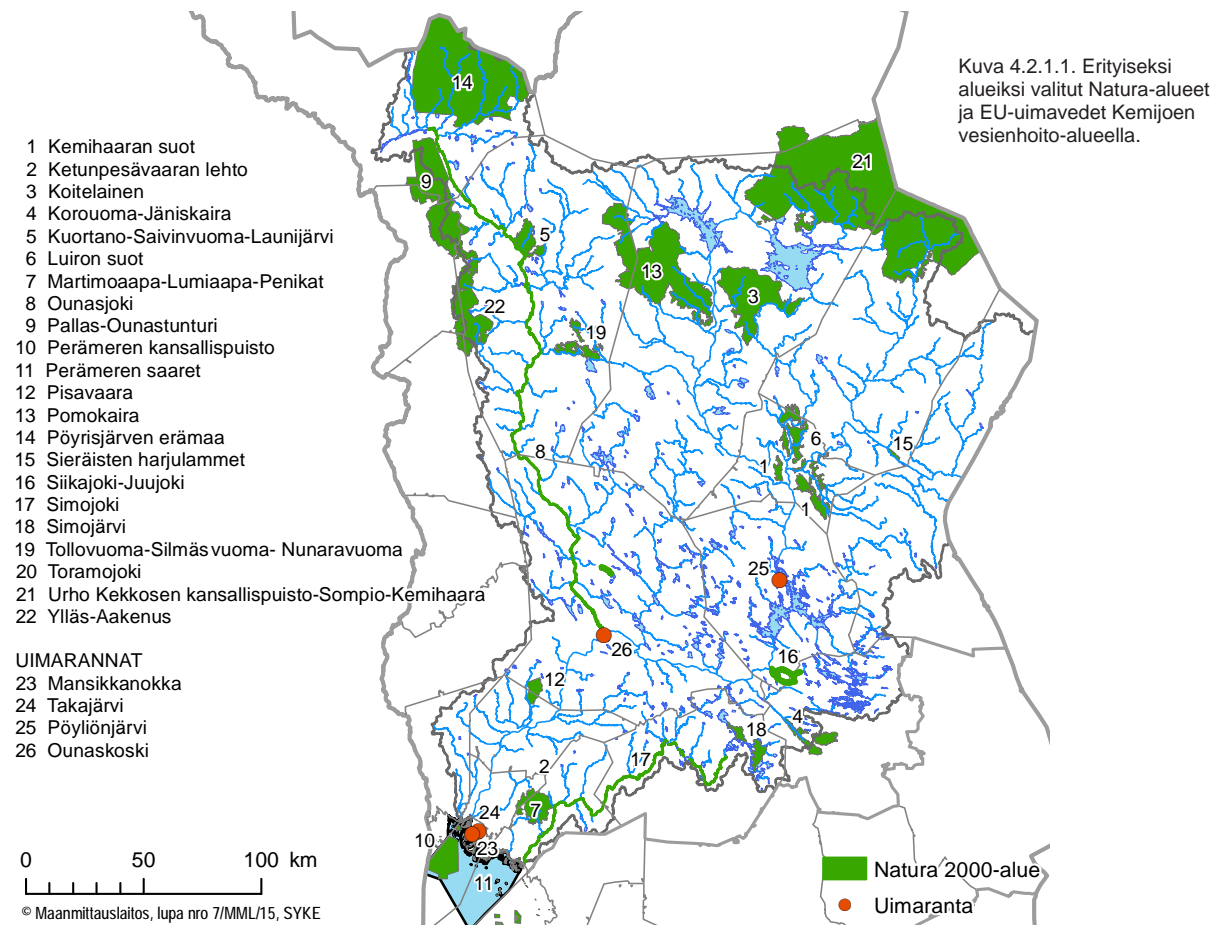 Kuva 4.2.1.1. Erityiseksi
alueiksi valitut Natura-alueet
ja EU-uimavedet Kemijoen
vesienhoito-alueella.
1 Kemihaaran suot
2 Ketunpesävaaran lehto
3 Koitelainen
4 Korouoma-Jäniskaira
5 Kuortano-Saivinvuoma-Launijärvi
6 Luiron suot
7 Martimoaapa-Lumiaapa-Penikat
8 Ounasjoki
9 Pallas-Ounastunturi
10 Perämeren kansallispuisto
11 Perämeren saaret
12 Pisavaara
13 Pomokaira
14 Pöyrisjärven erämaa
15 Sieräisten harjulammet
16 Siikajoki-Juujoki
17 Simojoki
18 Simojärvi
19 Tollovuoma-Silmäsvuoma- Nunaravuoma
20 Toramojoki
21 Urho Kekkosen kansallispuisto-Sompio-Kemihaara
22 Ylläs-Aakenus
UIMARANNAT
23 Mansikkanokka
24 Takajärvi
25 Pöyliönjärvi
26 Ounaskoski
14
21
9
5
13
3
22
19
6
15
8
1
1
25
26
16
12
4
18
17
2
7
24
10
23
11
0 50 100 km
© Maanmittauslaitos, lupa nro 7/MML/15, SYKE
Natura 2000-alue
Uimaranta